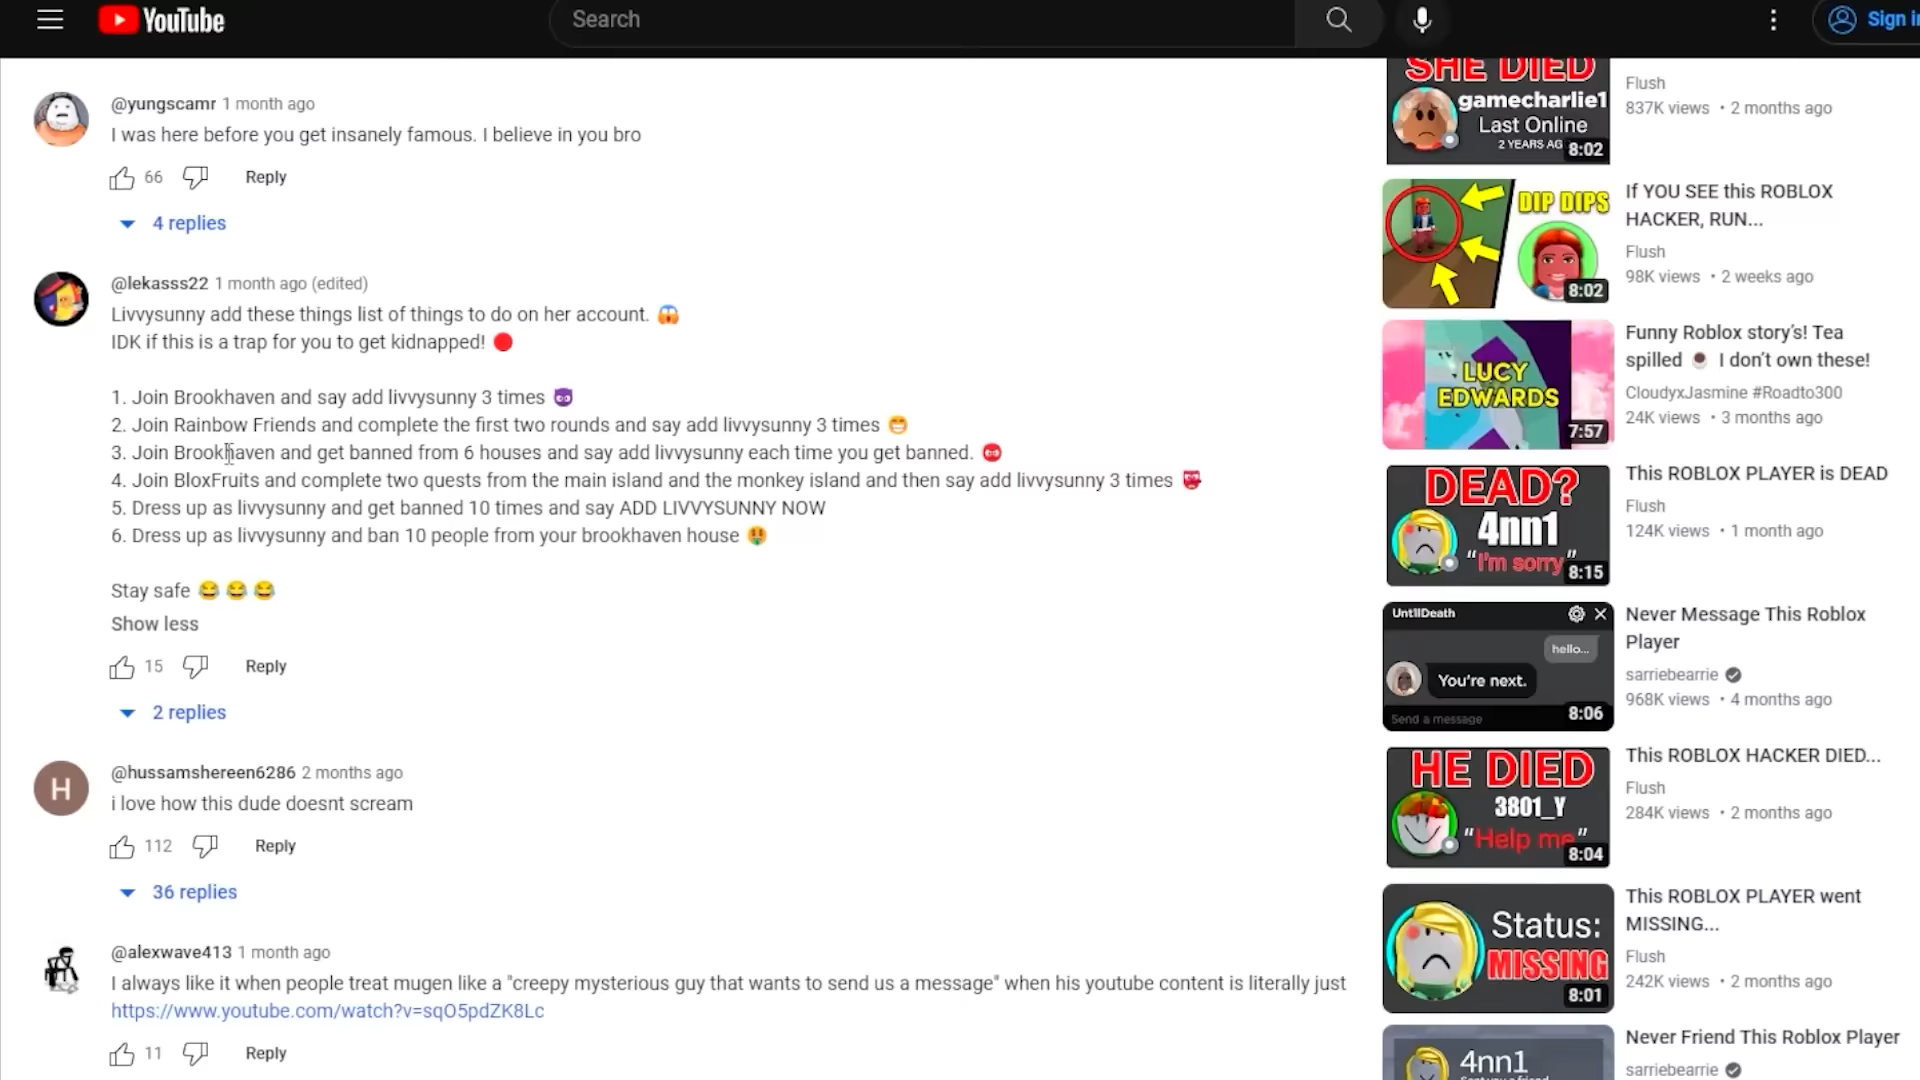 YouTube
Search
Sign in
@yungscamr 1 month ago
I was here before you get insanely famous. I believe in you bro
66
Reply
4 replies
@lekasss22 1 month ago (edited)
Livvysunny add these things list of things to do on her account. 😱
IDK if this is a trap for you to get kidnapped! 🔴
1. Join Brookhaven and say add livvysunny 3 times
2. Join Rainbow Friends and complete the first two rounds and say add livvysunny 3 times
3. Join Brookhaven and get banned from 6 houses and say add livvysunny each time you get banned.
4. Join BloxFruits and complete two quests from the main island and the monkey island and then say add livvysunny 3 times
5. Dress up as livvysunny and get banned 10 times and say ADD LIVVYSUNNY NOW
6. Dress up as livvysunny and ban 10 people from your brookhaven house 🤑
Stay safe 😂 😂 😂
Show less
15
Reply
2 replies
H
@hussamshereen6286 2 months ago
i love how this dude doesnt scream
112
Reply
36 replies
@alexwave413 1 month ago
I always like it when people treat mugen like a "creepy mysterious guy that wants to send us a message" when his youtube content is literally just
https://www.youtube.com/watch?v=sqO5pdZK8Lc
11
Reply
SHE DIED
gamecharlie1
Last Online
2 YEARS AG
8:02
Flush
837K views • 2 months ago
DIP DIPS
8:02
If YOU SEE this ROBLOX
HACKER, RUN...
Flush
98K views • 2 weeks ago
LUCY
EDWARDS
7:57
Funny Roblox story's! Tea
spilled I don't own these!
CloudyxJasmine #Roadto300
24K views • 3 months ago
DEAD?
4nn1
"I'm sorry"
8:15
This ROBLOX PLAYER is DEAD
Flush
124K views • 1 month ago
Unt1lDeath
hello...
You're next.
Send a message
8:06
Never Message This Roblox
Player
sarriebearrie
968K views • 4 months ago
HE DIED
3801_Y
"Help me"
8:04
This ROBLOX HACKER DIED...
Flush
284K views • 2 months ago
Status:
MISSING
8:01
This ROBLOX PLAYER went
MISSING...
Flush
242K views • 2 months ago
4nn1
Never Friend This Roblox Player
sarriebearrie